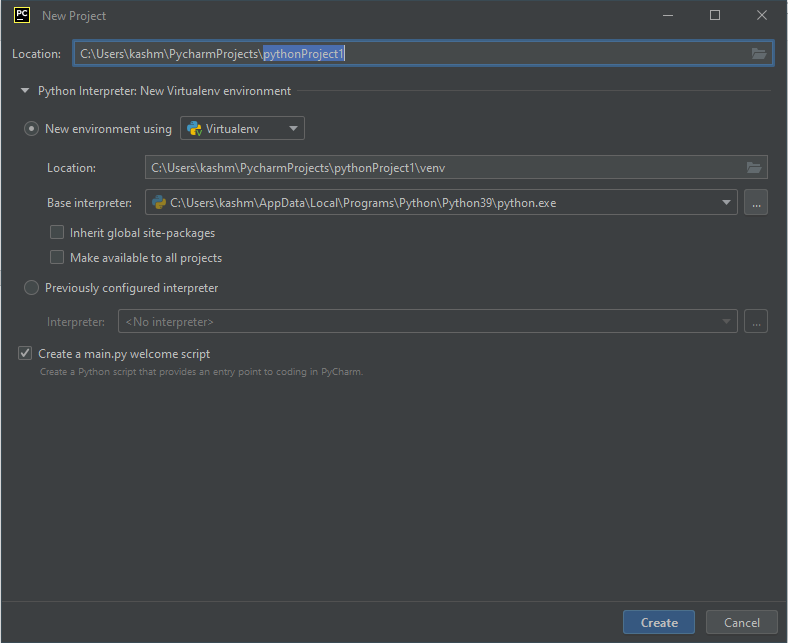 PC New Project
Location: C:\Users\kashm\PycharmProjects\pythonProject1
Python Interpreter: New Virtualenv environment
New environment using Virtualenv
Location: C:\Users\kashm\PycharmProjects\pythonProject1\venv
Base interpreter: C:\Users\kashm\AppData\Local\Programs\Python\Python39\python.exe ...
Inherit global site-packages
Make available to all projects
Previously configured interpreter
Interpreter: <No interpreter> ...
Create a main.py welcome script
Create a Python script that provides an entry point to coding in PyCharm.
Create Cancel